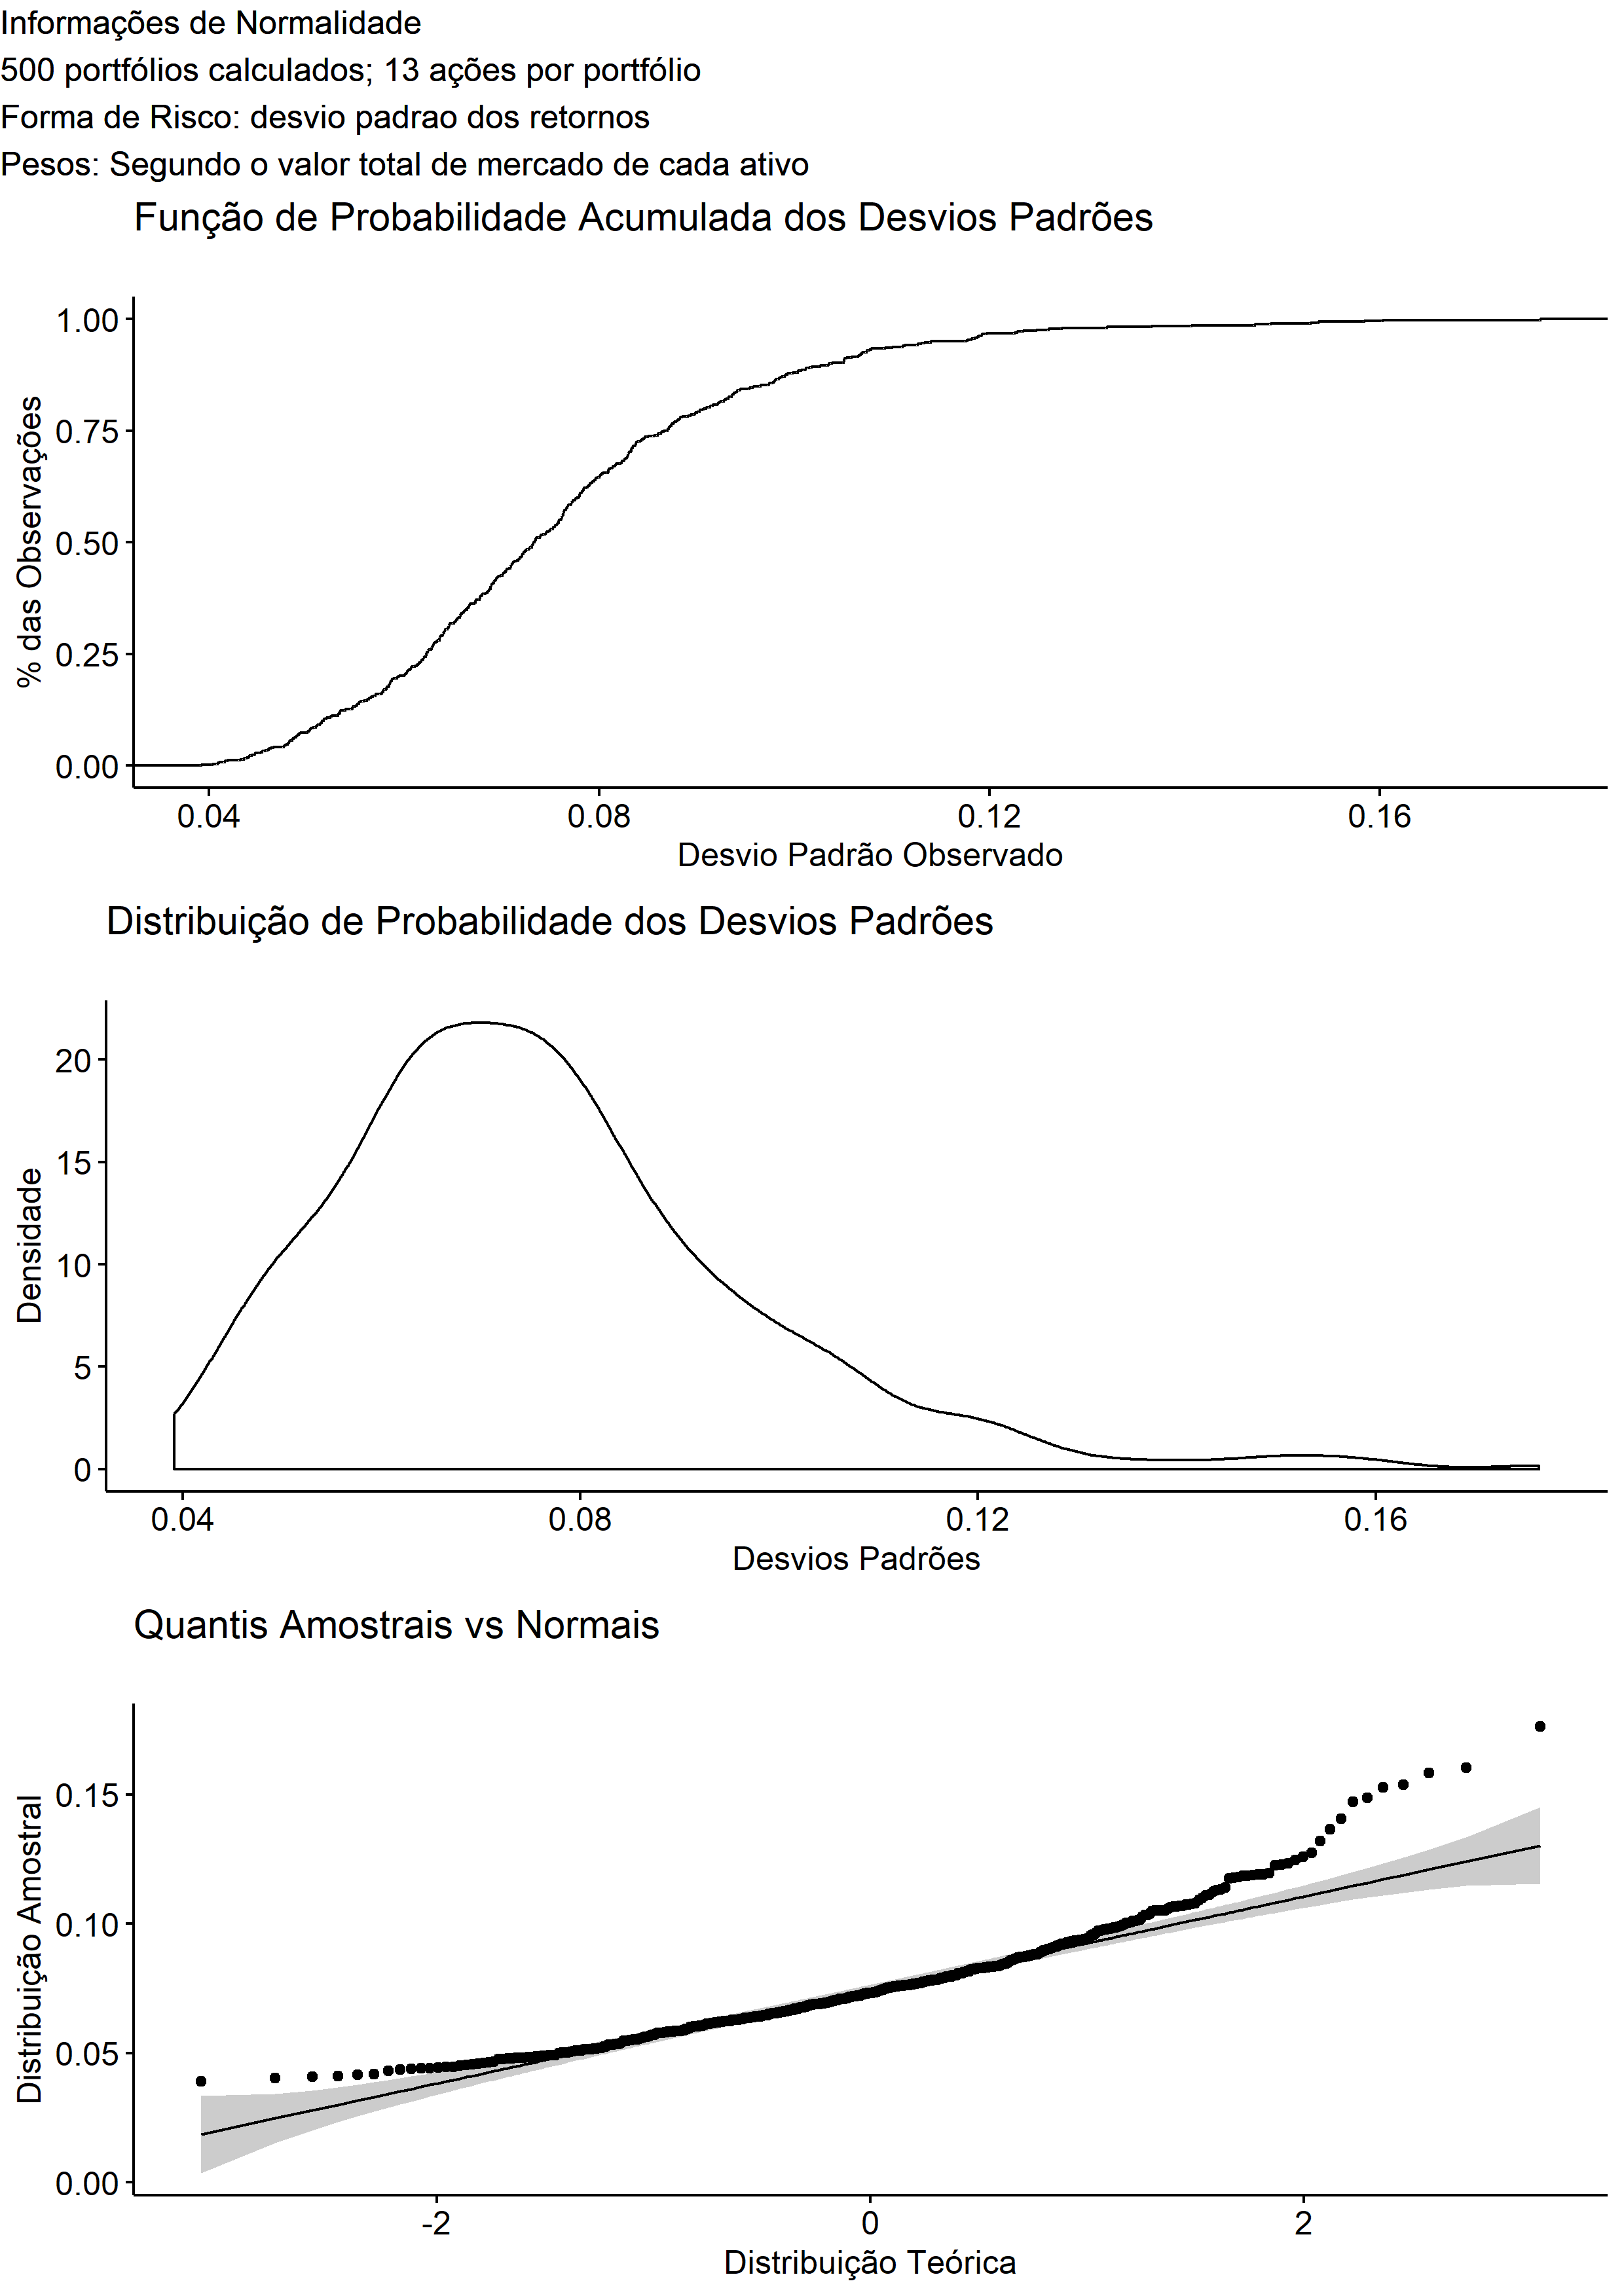 Informações de Normalidade
500 portfólios calculados; 13 ações por portfólio
Forma de Risco: desvio padrao dos retornos
Pesos: Segundo o valor total de mercado de cada ativo
Função de Probabilidade Acumulada dos Desvios Padrões
% das Observações
1.00
0.75
0.50
0.25
0.00
0.04 0.08 0.12 0.16
Desvio Padrão Observado
Distribuição de Probabilidade dos Desvios Padrões
Densidade
20
15
10
5
0
0.04 0.08 0.12 0.16
Desvios Padrões
Quantis Amostrais vs Normais
Distribuição Amostral
0.15
0.10
0.05
0.00
-2 0 2
Distribuição Teórica